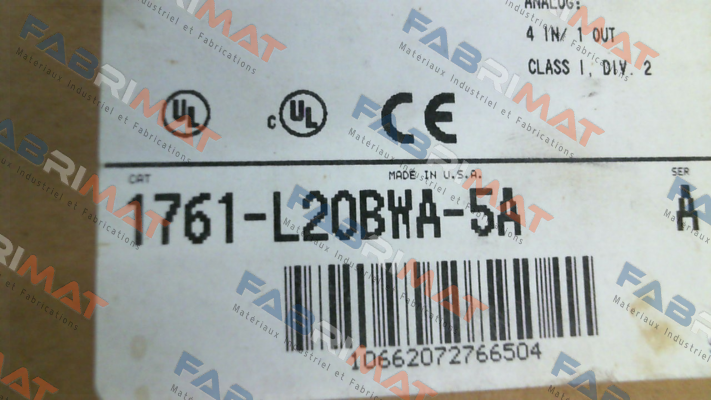 ANALOG:
4 IN/ 1 OUT
CLASS I, DIV. 2
UL
c UL
CE
CAT
MADE IN U.S.A.
SER
1761-L20BWA-5A
A
10662072766504
FABRIMAT
Materiaux Industriel et Fabrications